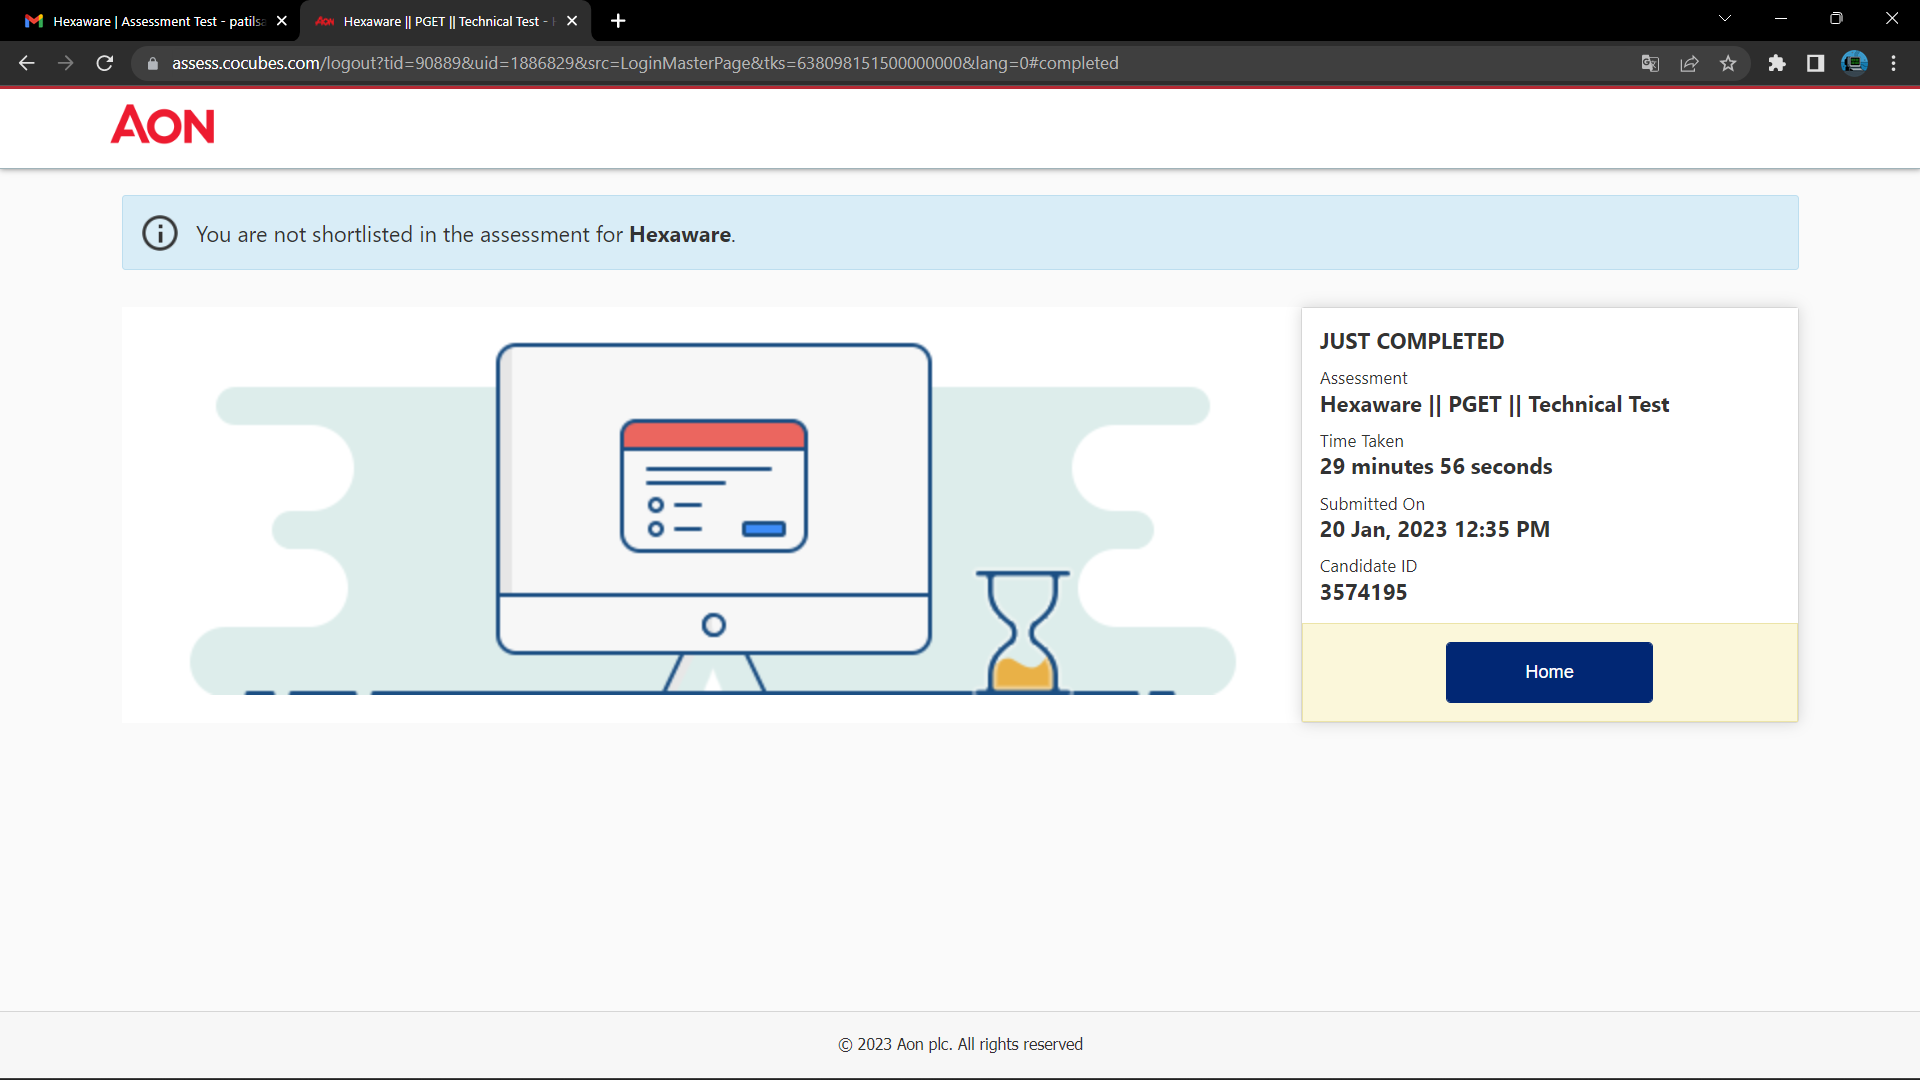 Hexaware | Assessment Test - patilsa
Aon Hexaware || PGET || Technical Test -
assess.cocubes.com/logout?tid=90889&uid=1886829&src=LoginMasterPage&tks=638098151500000000&lang=0#completed
AON
You are not shortlisted in the assessment for Hexaware.
JUST COMPLETED
Assessment
Hexaware || PGET || Technical Test
Time Taken
29 minutes 56 seconds
Submitted On
20 Jan, 2023 12:35 PM
Candidate ID
3574195
Home
© 2023 Aon plc. All rights reserved